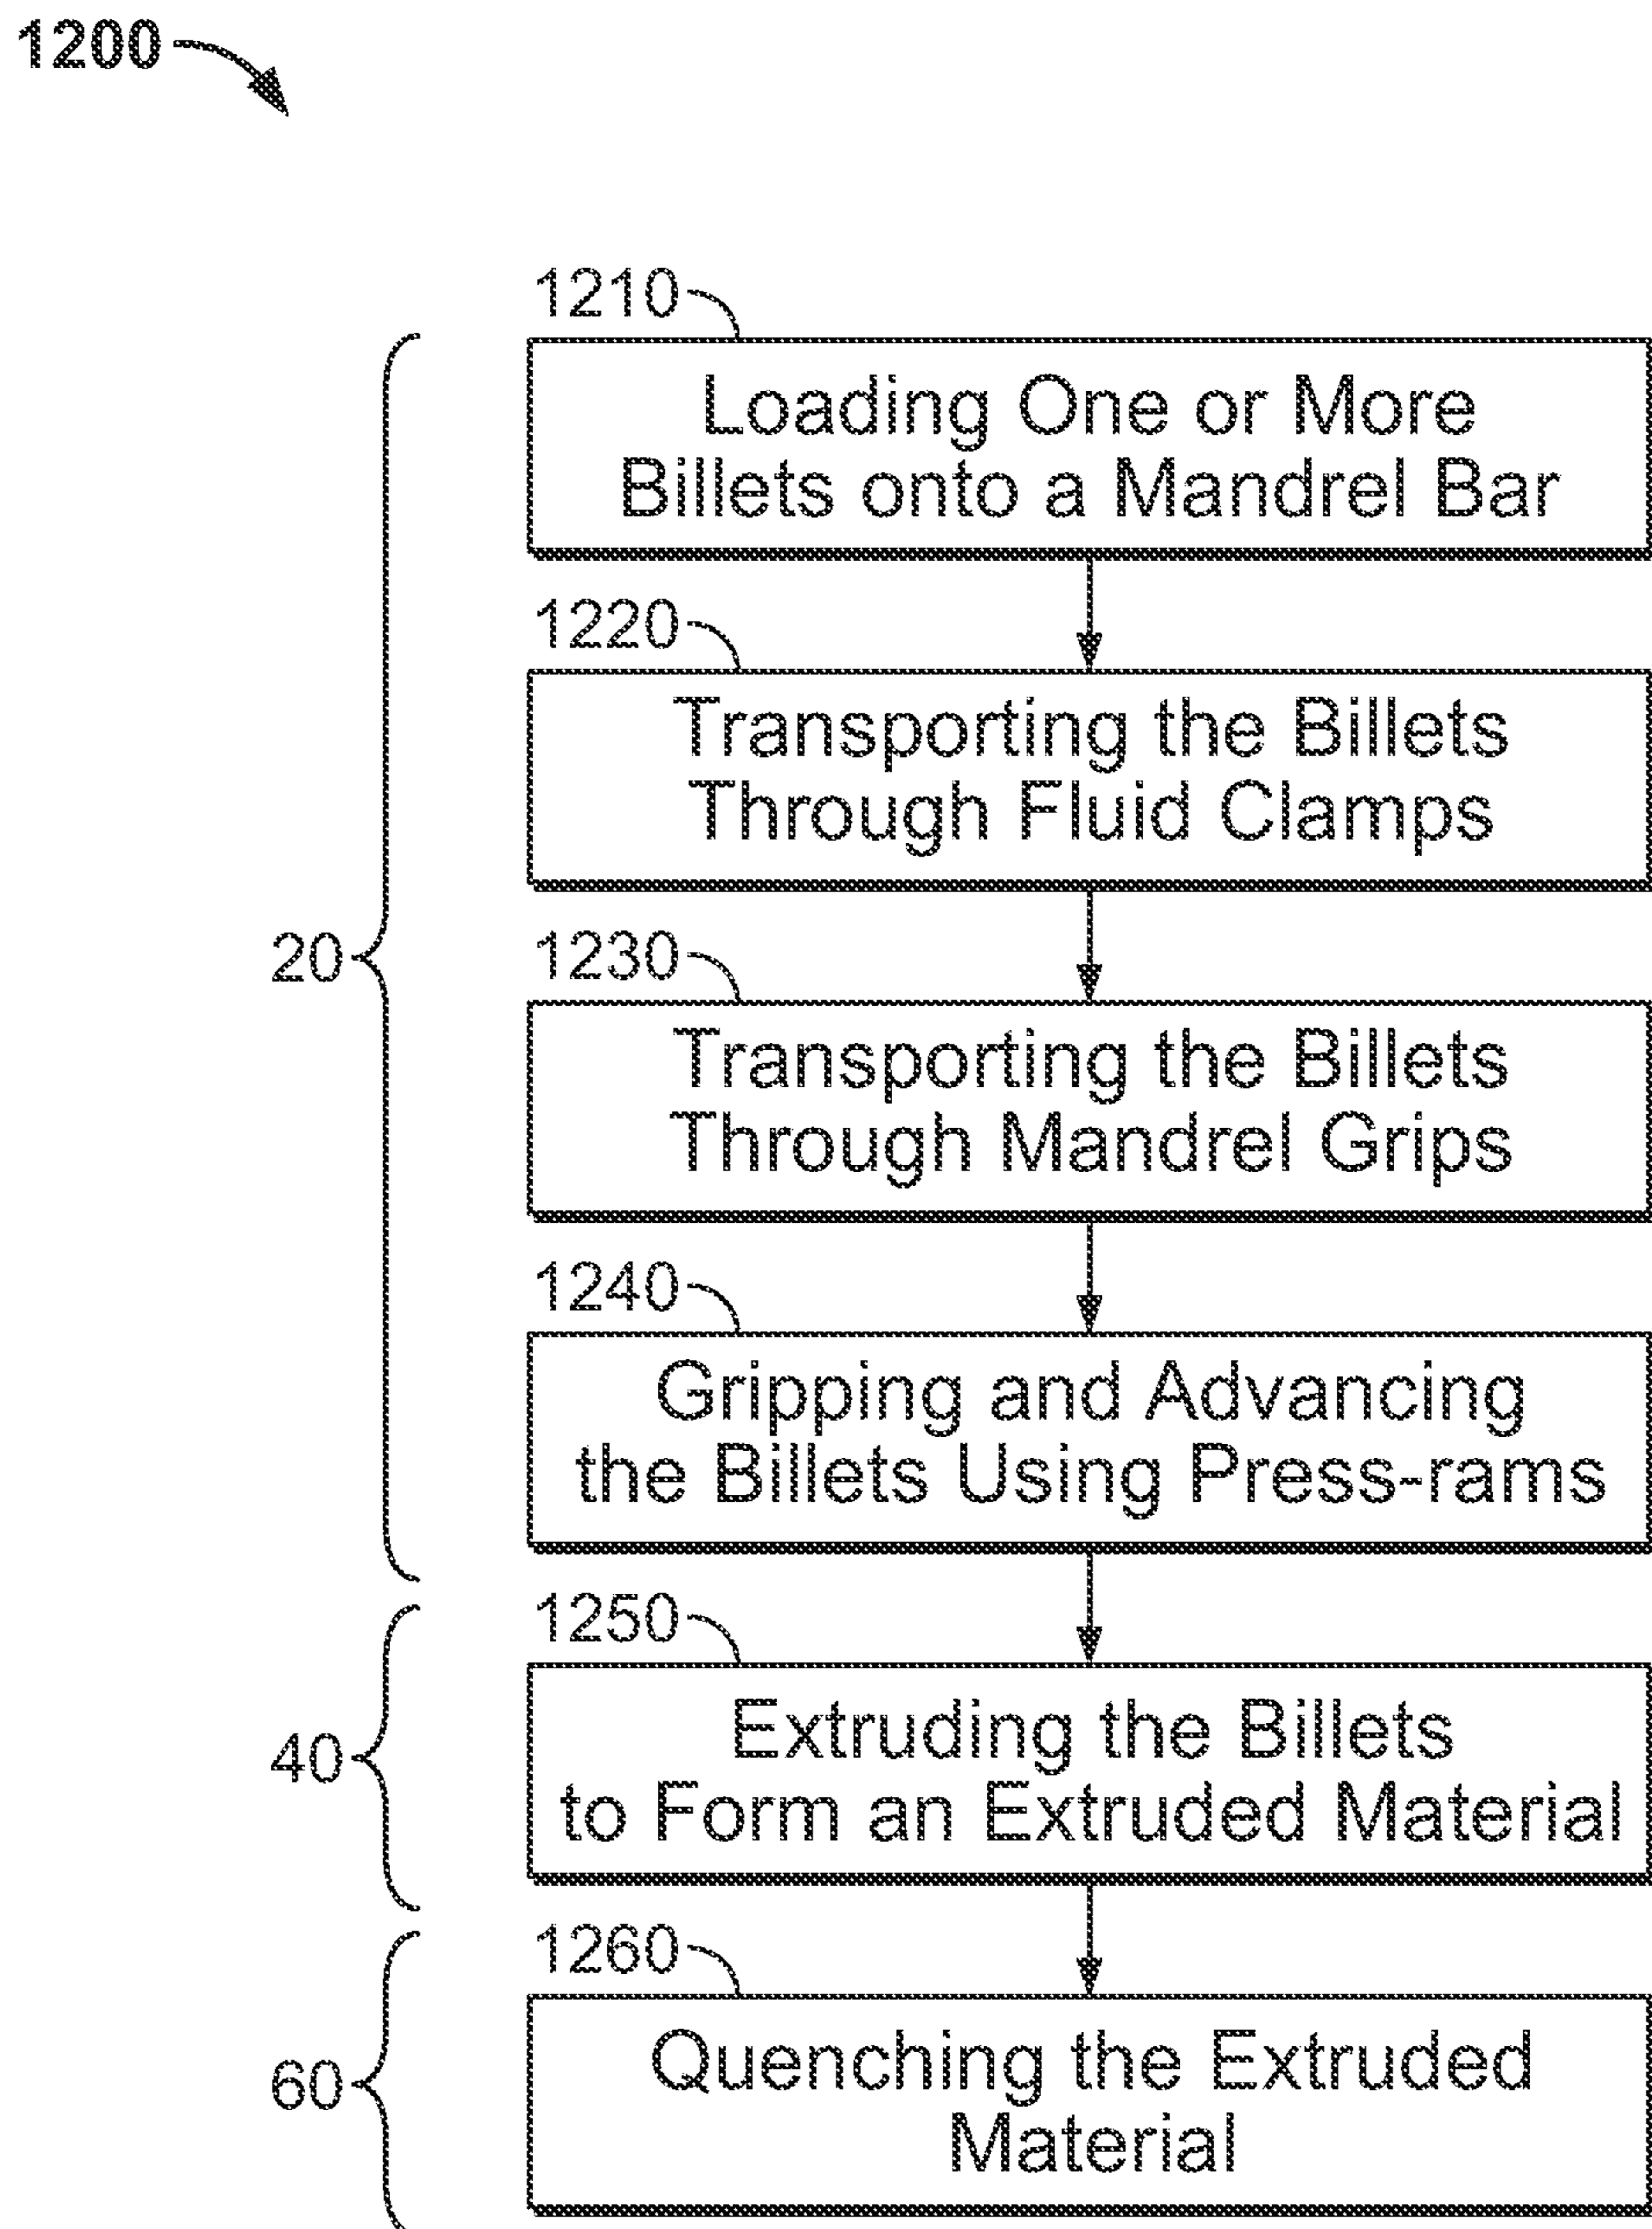 1200
1210
Loading One or More
Billets onto a Mandrel Bar
1220
Transporting the Billets
Through Fluid Clamps
20
1230
Transporting the Billets
Through Mandrel Grips
1240
Gripping and Advancing
the Billets Using Press-rams
1250
Extruding the Billets
to Form an Extruded Material
40
1260
Quenching the Extruded
Material
60